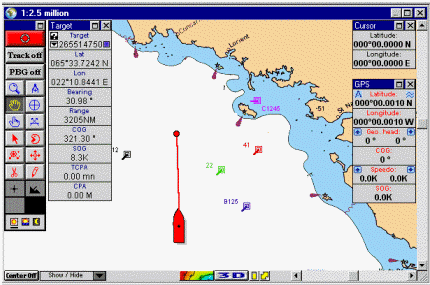 1:2.5 million
Track off
PBG off
Target
265514750
Lat
065°33.7242 N
Lon
022°10.8441 E
Bearing
30.98 °
Range
3205NM
COG
321.30 °
SOG
8.3K
TCPA
0.00 mn
CPA
0.00 M
Lorient
C1245
51
12
41
22
B125
Cursor
Latitude:
000°00.0000 N
Longitude:
000°00.0000 E
GPS
Latitude:
000°00.0010 N
Longitude:
000°00.0010 W
Geo. head:
0 ° 0 °
COG:
0 °
Speedo:
0.0K 0.0K
SOG:
0.0K
Center Off
Show / Hide
3D